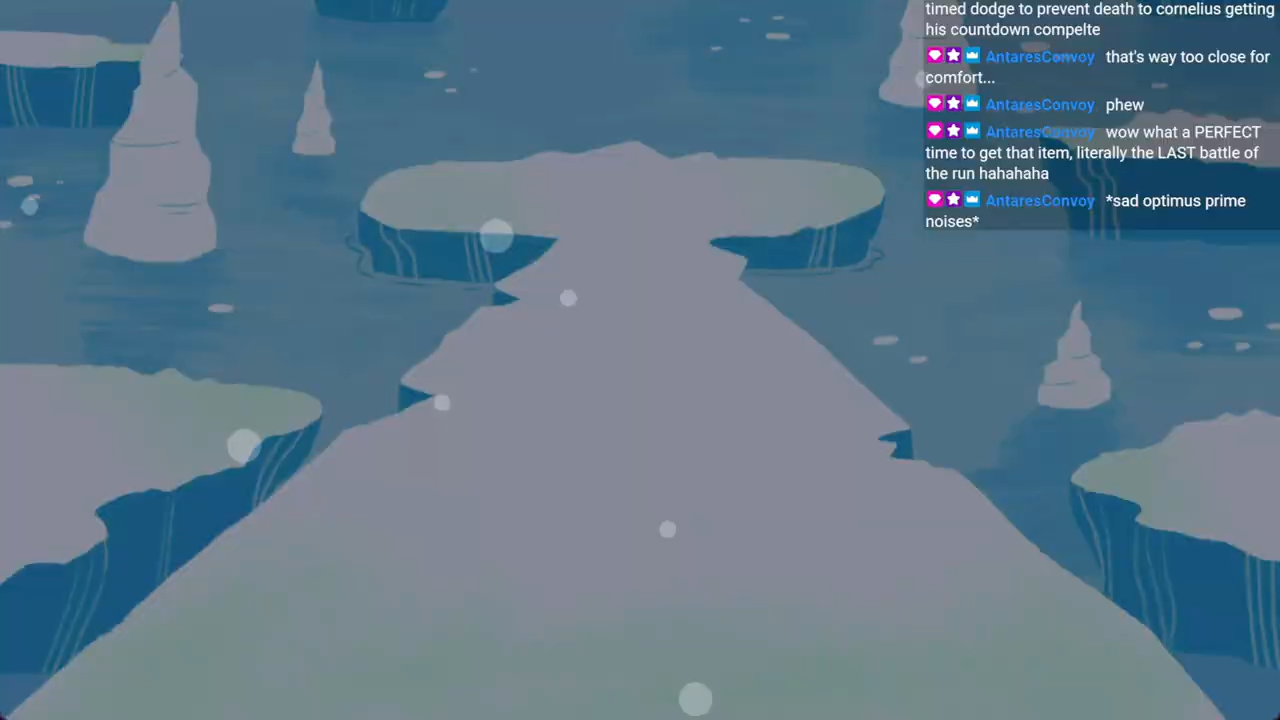 timed dodge to prevent death to cornelius getting
his countdown compelte
AntaresConvoy that's way too close for
comfort...
AntaresConvoy phew
AntaresConvoy wow what a PERFECT
time to get that item, literally the LAST battle of
the run hahahaha
AntaresConvoy *sad optimus prime
noises*